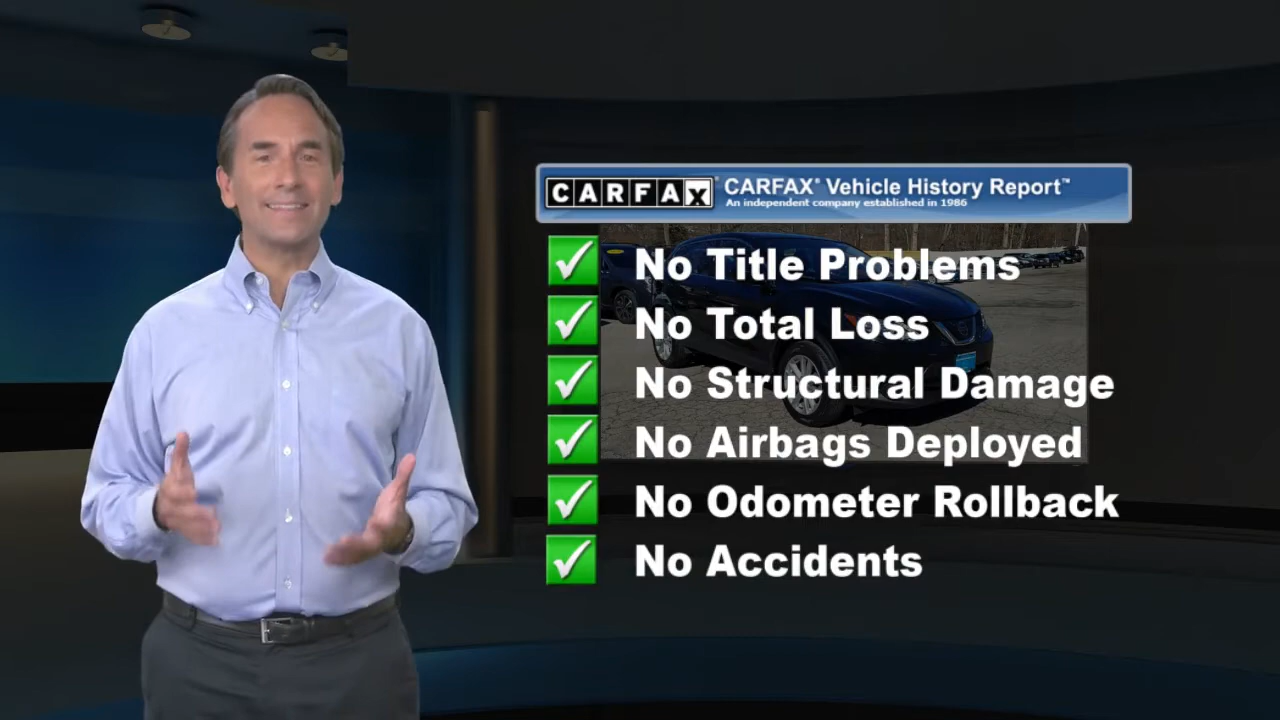 CARFAX® CARFAX® Vehicle History Report™
An independent company established in 1986
No Title Problems
No Total Loss
No Structural Damage
No Airbags Deployed
No Odometer Rollback
No Accidents